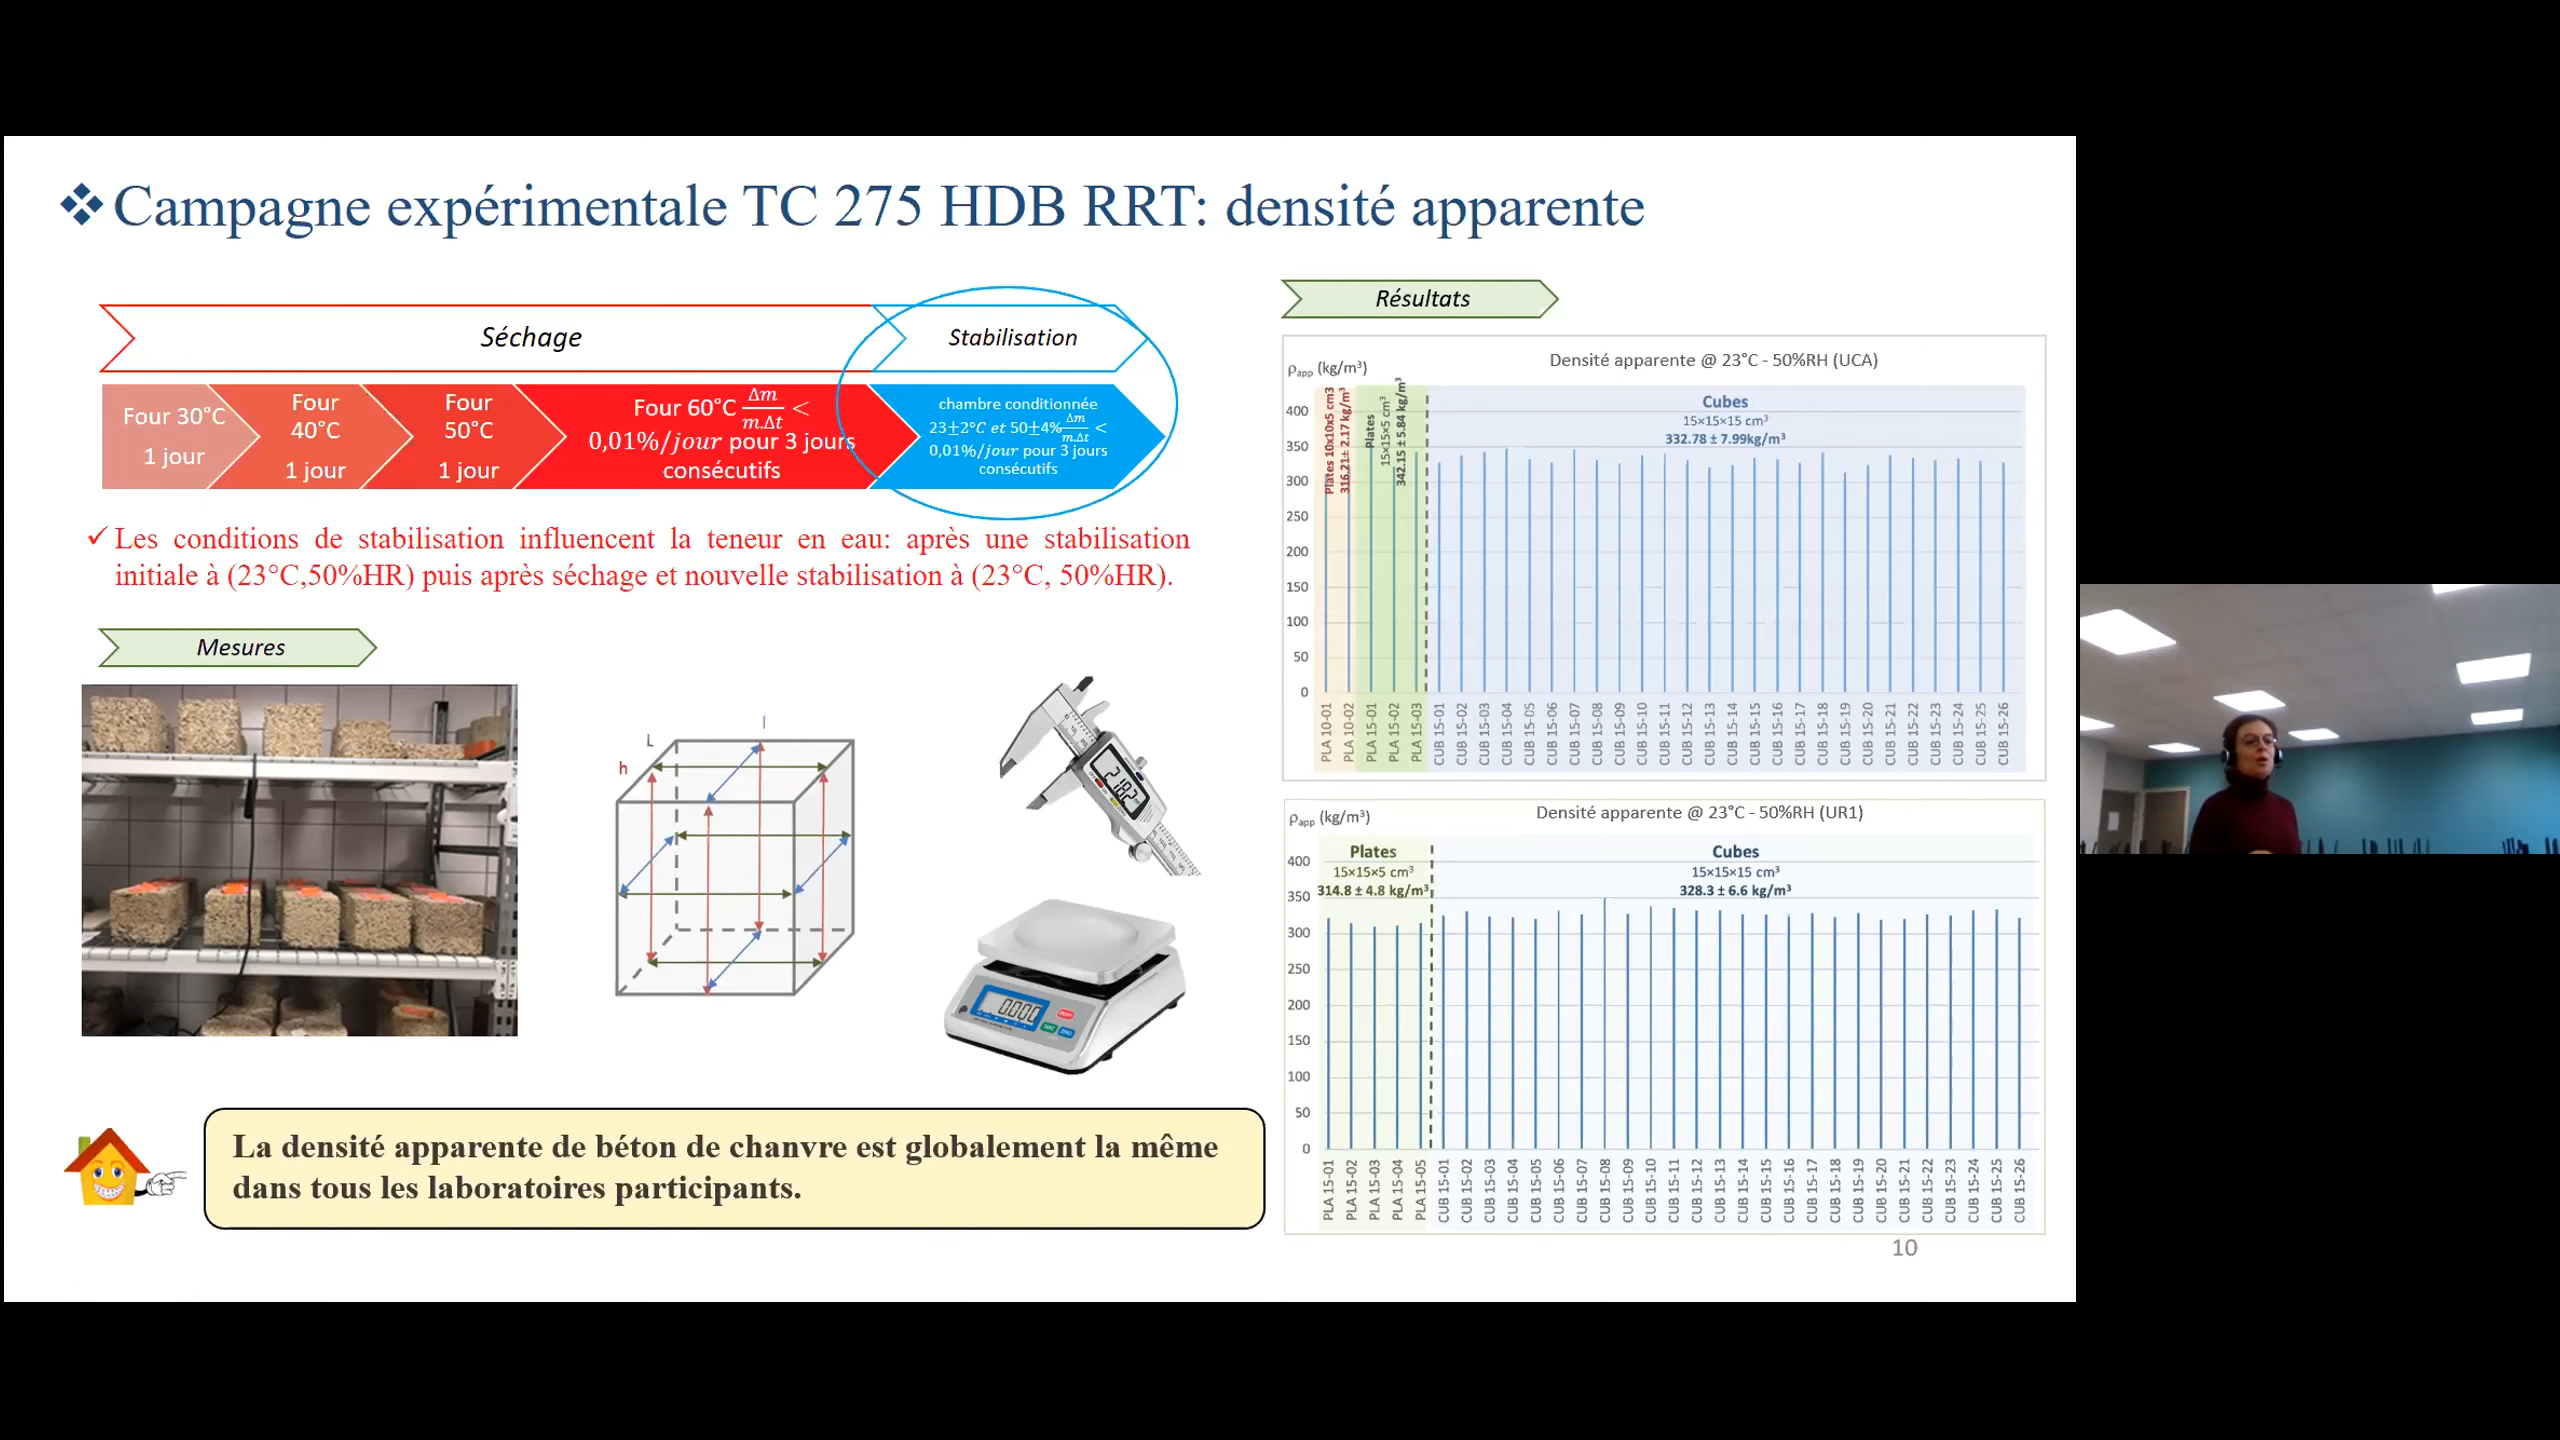 ❖Campagne expérimentale TC 275 HDB RRT: densité apparente
Séchage
Stabilisation
Four 30°C
1 jour
Four
40°C
1 jour
Four
50°C
1 jour
Four 60°C Δm/m.Δt <
0,01%/jour pour 3 jours
consécutifs
chambre conditionnée
23±2°C et 50±4% Δm/m.Δt <
0,01%/jour pour 3 jours
consécutifs
✓ Les conditions de stabilisation influencent la teneur en eau: après une stabilisation
initiale à (23°C,50%HR) puis après séchage et nouvelle stabilisation à (23°C, 50%HR).
Mesures
L
l
h
2182
0.000
La densité apparente de béton de chanvre est globalement la même
dans tous les laboratoires participants.
Résultats
Densité apparente @ 23°C - 50%RH (UCA)
ρapp (kg/m³)
Plates 10x10x5 cm3
316.21± 2.17 kg/m³
Plates
15×15×5 cm³
342.15 ± 5.84 kg/m³
Cubes
15×15×15 cm³
332.78 ± 7.99kg/m³
400
350
300
250
200
150
100
50
0
PLA 10-01
PLA 10-02
PLA 15-01
PLA 15-02
PLA 15-03
CUB 15-01
CUB 15-02
CUB 15-03
CUB 15-04
CUB 15-05
CUB 15-06
CUB 15-07
CUB 15-08
CUB 15-09
CUB 15-10
CUB 15-11
CUB 15-12
CUB 15-13
CUB 15-14
CUB 15-15
CUB 15-16
CUB 15-17
CUB 15-18
CUB 15-19
CUB 15-20
CUB 15-21
CUB 15-22
CUB 15-23
CUB 15-24
CUB 15-25
CUB 15-26
Densité apparente @ 23°C - 50%RH (UR1)
ρapp (kg/m³)
Plates
15×15×5 cm³
314.8 ± 4.8 kg/m³
Cubes
15×15×15 cm³
328.3 ± 6.6 kg/m³
400
350
300
250
200
150
100
50
0
PLA 15-01
PLA 15-02
PLA 15-03
PLA 15-04
PLA 15-05
CUB 15-01
CUB 15-02
CUB 15-03
CUB 15-04
CUB 15-05
CUB 15-06
CUB 15-07
CUB 15-08
CUB 15-09
CUB 15-10
CUB 15-11
CUB 15-12
CUB 15-13
CUB 15-14
CUB 15-15
CUB 15-16
CUB 15-17
CUB 15-18
CUB 15-19
CUB 15-20
CUB 15-21
CUB 15-22
CUB 15-23
CUB 15-24
CUB 15-25
CUB 15-26
10